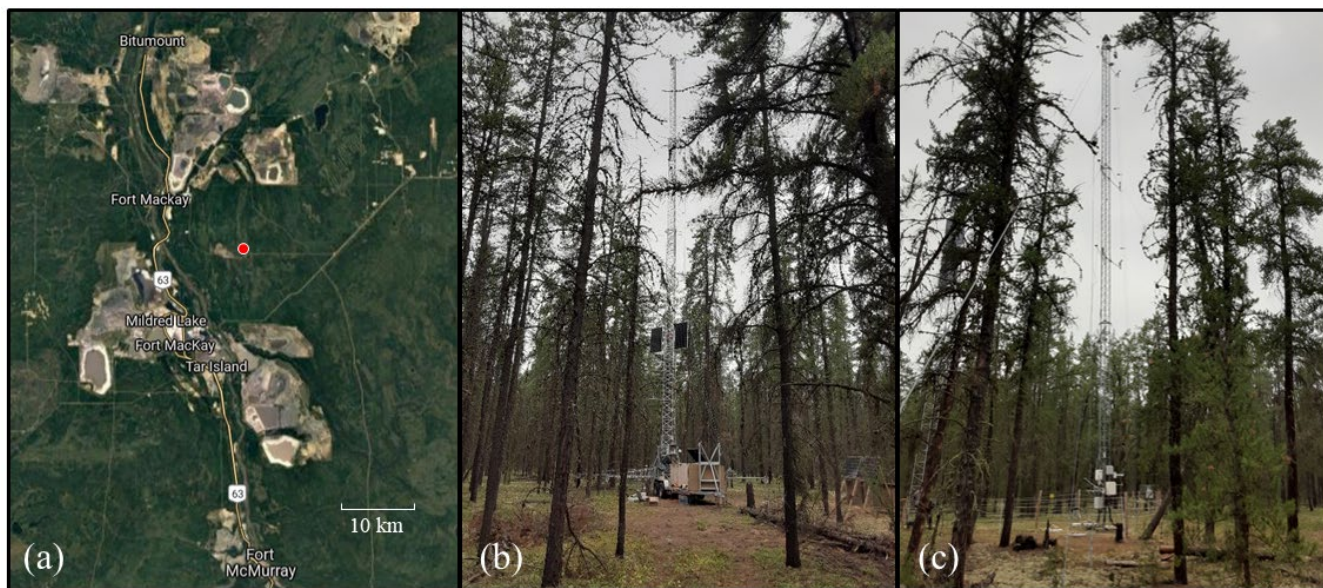 Bitumount
Fort Mackay
63
Mildred Lake
Fort MacKay
Tar Island
63
10 km
Fort
McMurray
(a)
(b)
(c)